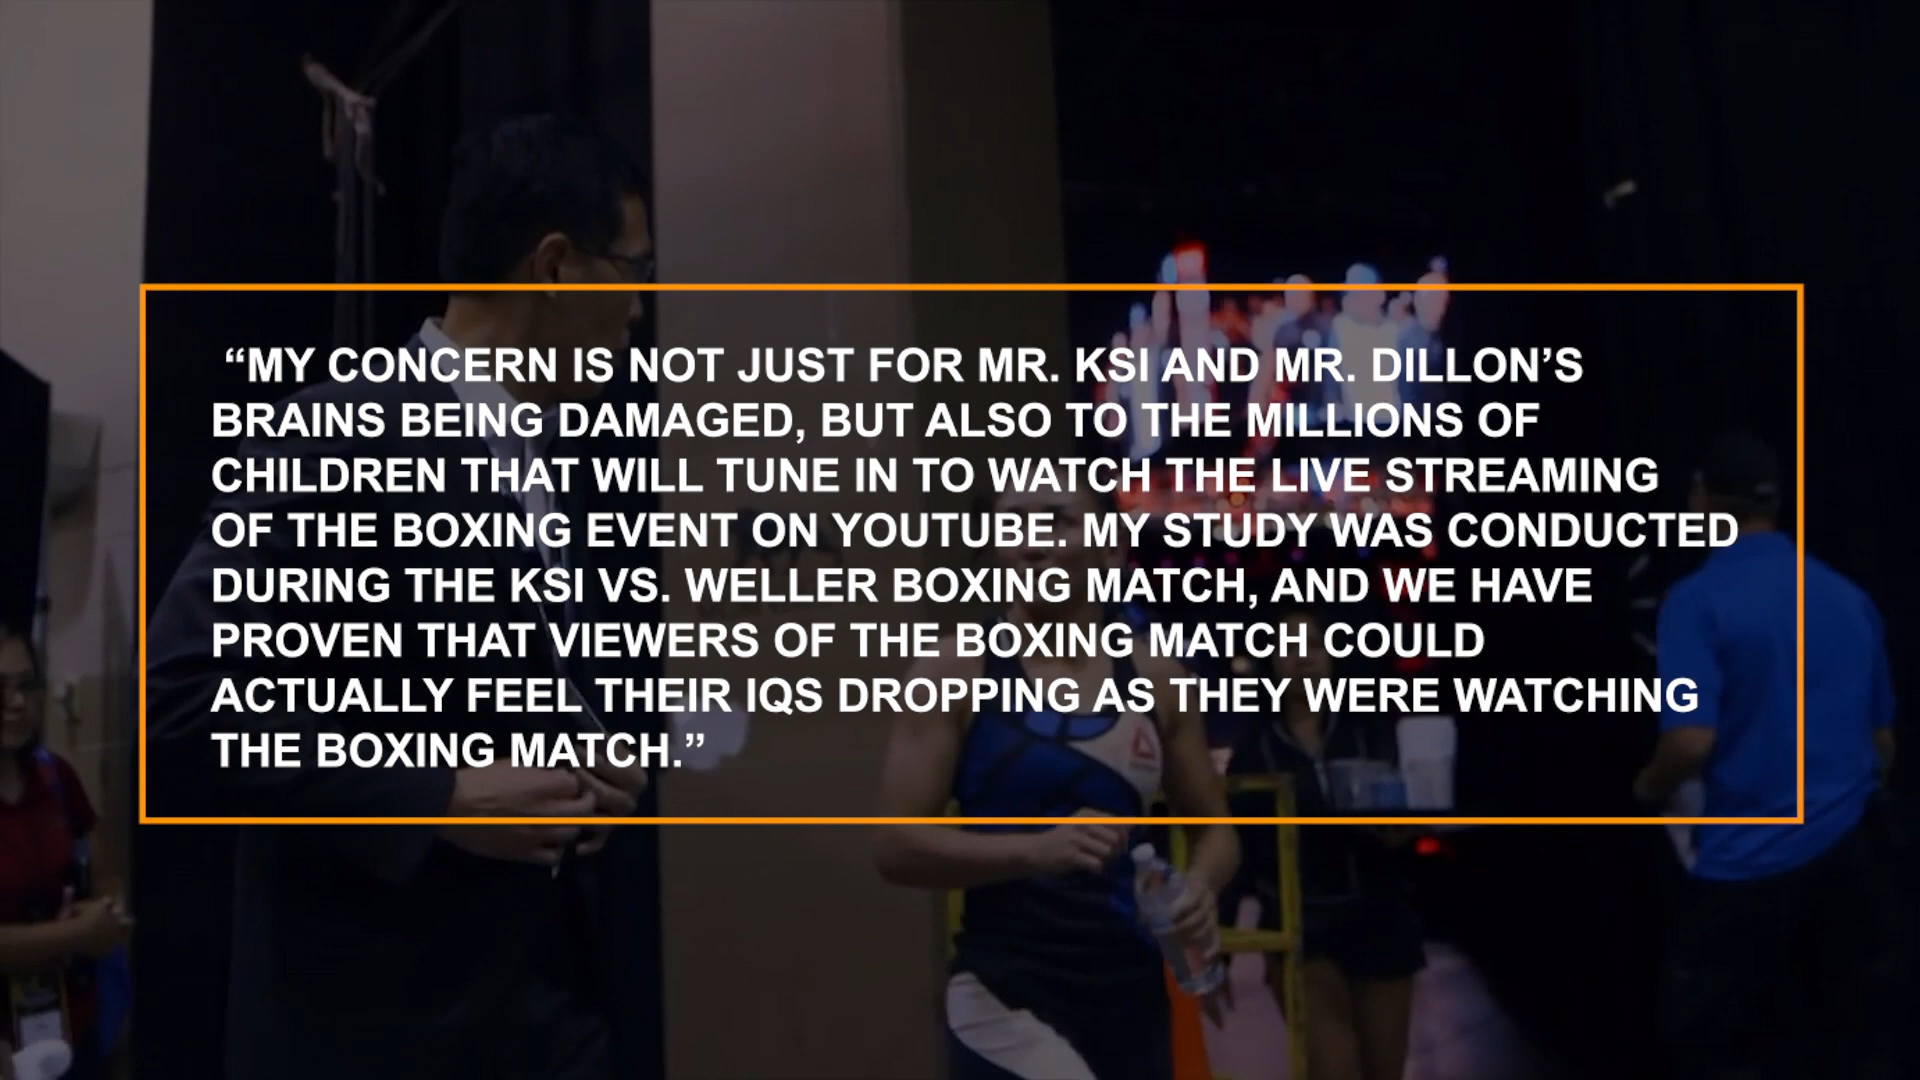 “MY CONCERN IS NOT JUST FOR MR. KSI AND MR. DILLON’S
BRAINS BEING DAMAGED, BUT ALSO TO THE MILLIONS OF
CHILDREN THAT WILL TUNE IN TO WATCH THE LIVE STREAMING
OF THE BOXING EVENT ON YOUTUBE. MY STUDY WAS CONDUCTED
DURING THE KSI VS. WELLER BOXING MATCH, AND WE HAVE
PROVEN THAT VIEWERS OF THE BOXING MATCH COULD
ACTUALLY FEEL THEIR IQS DROPPING AS THEY WERE WATCHING
THE BOXING MATCH.”